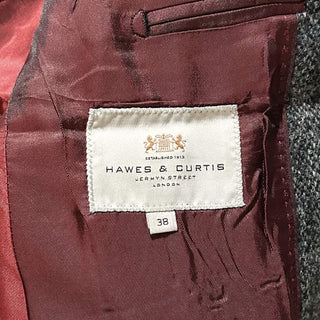 ESTABLISHED 1913
HAWES & CURTIS
JERMYN STREET
LONDON
38